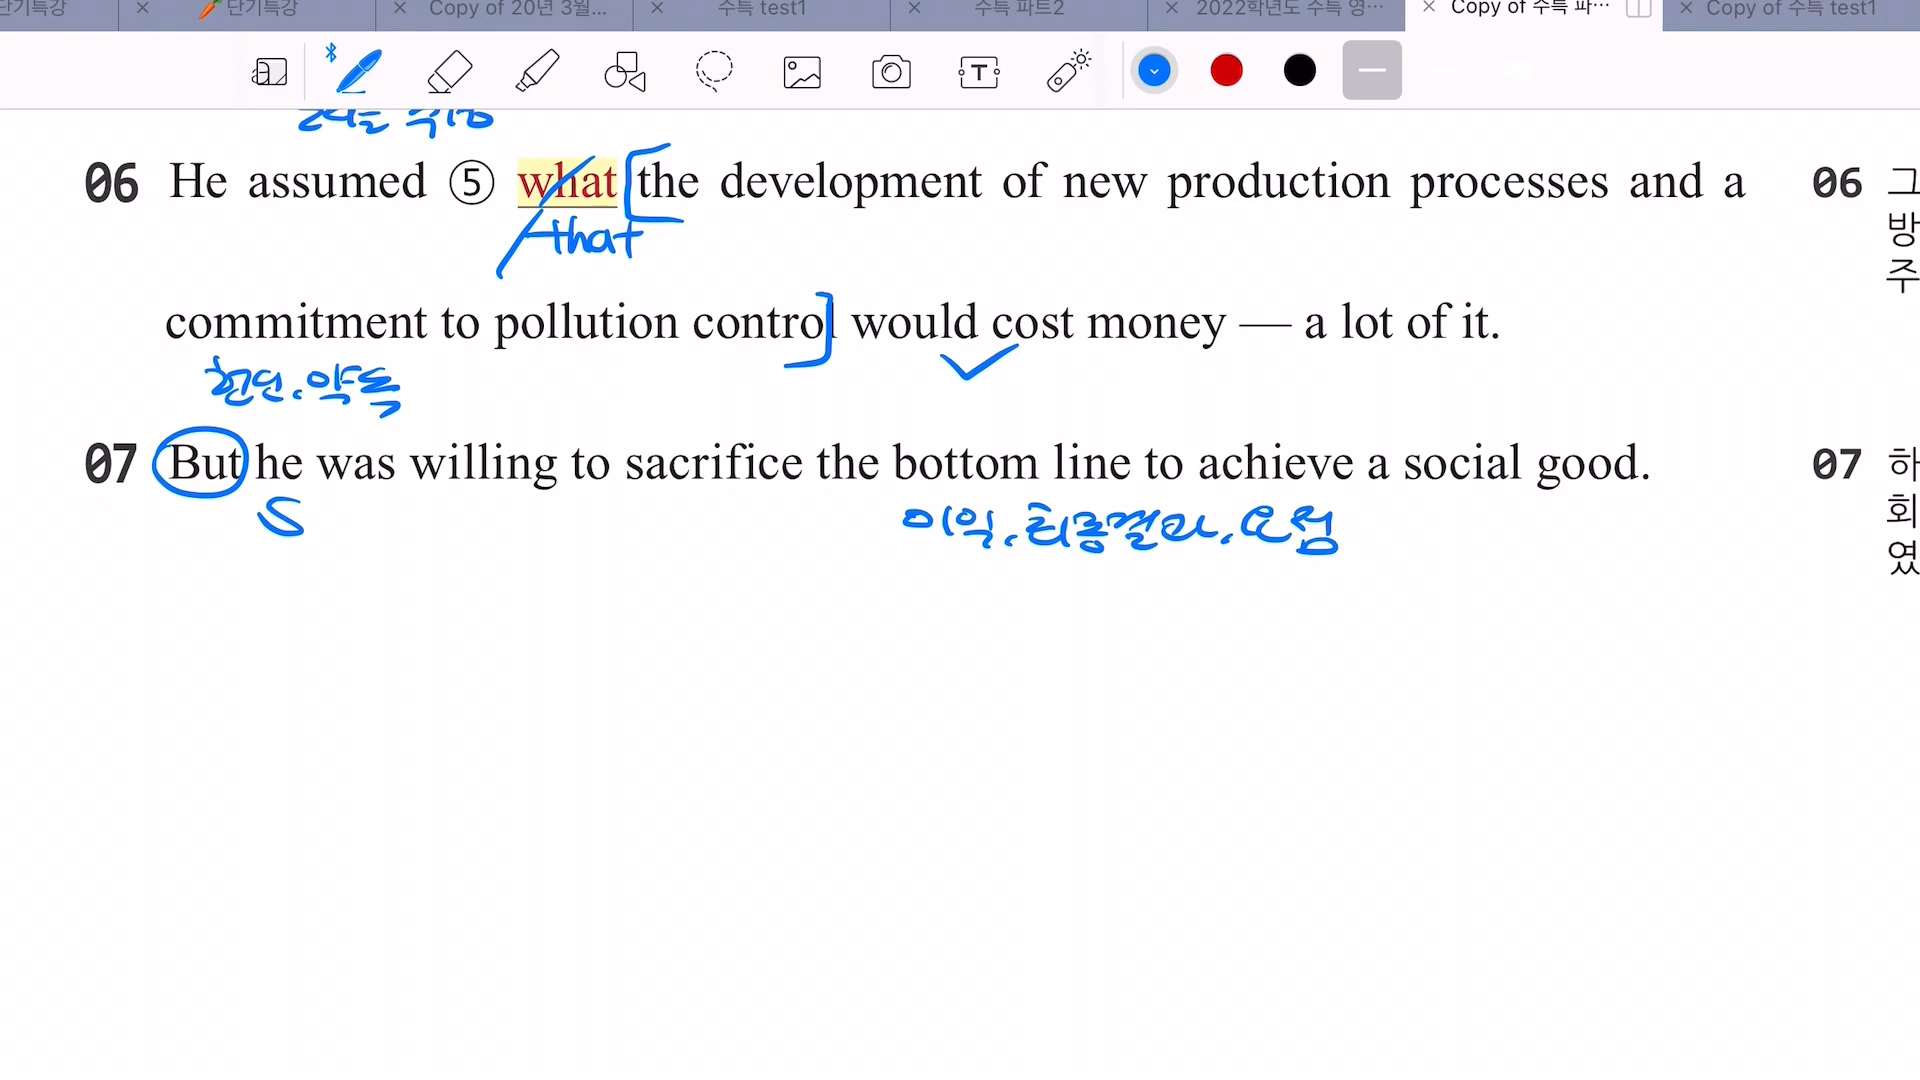 단기특강 × 단기특강 × Copy of 20년 3월... × 수특 test1 × 수특 파트2 × 2022학년도 수특 영… × Copy of 수특 파… × Copy of 수특 test1
06 He assumed ⑤ what the development of new production processes and a
that
commitment to pollution control would cost money — a lot of it.
헌신, 약속
07 But he was willing to sacrifice the bottom line to achieve a social good.
S
이익, 최종결과, 요점
06 그
방
주
07 하
회
였